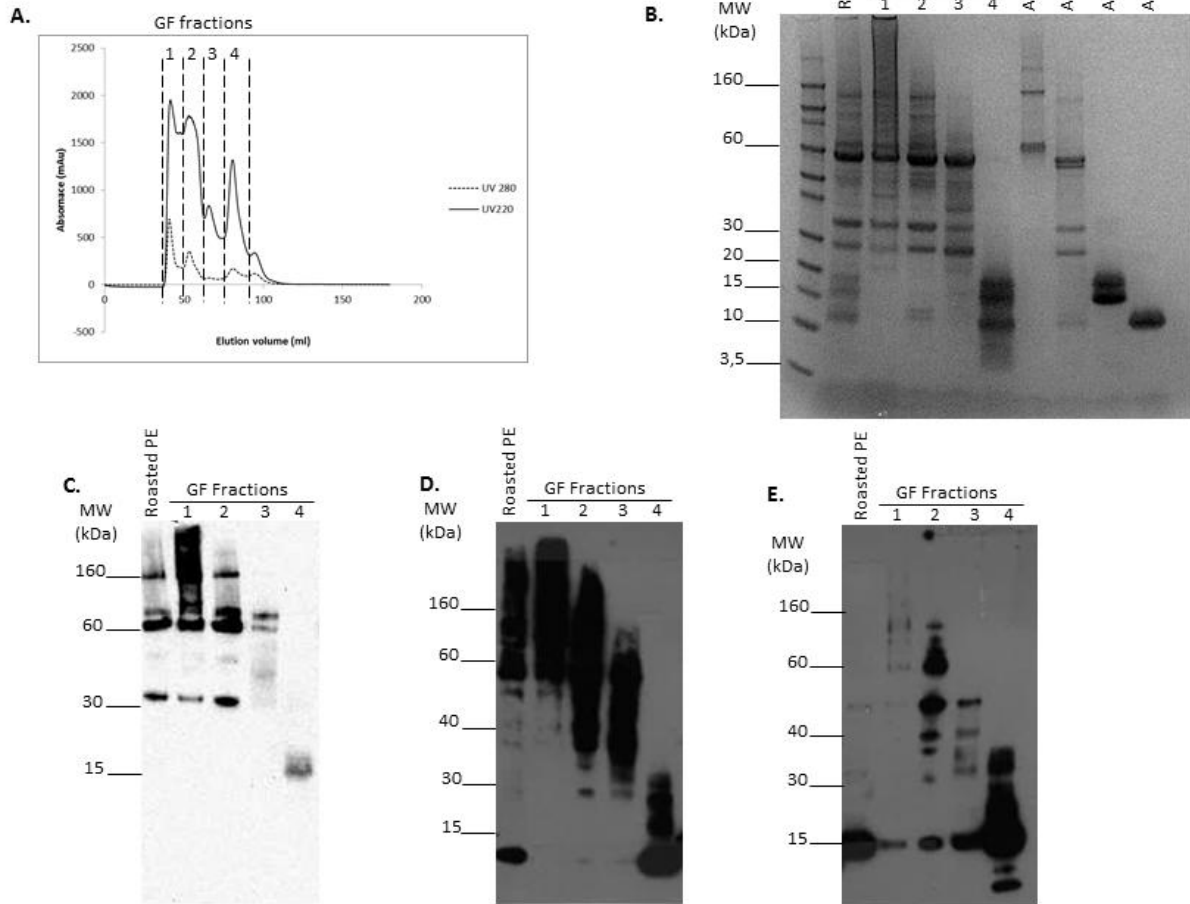 A.
GF fractions
1 2 3 4
2500
2000
1500
1000
500
0
-500
0 50 100 150 200
Absornace (mAu)
Elution volume (ml)
UV 280
UV220
B.
MW
(kDa)
R 1 2 3 4 A A A A
160
60
30
20
15
10
3,5
C.
Roasted PE
GF Fractions
MW
(kDa)
1 2 3 4
160
60
30
15
D.
Roasted PE
GF Fractions
MW
(kDa)
1 2 3 4
160
60
40
30
15
E.
Roasted PE
GF Fractions
MW
(kDa)
1 2 3 4
160
60
40
30
15